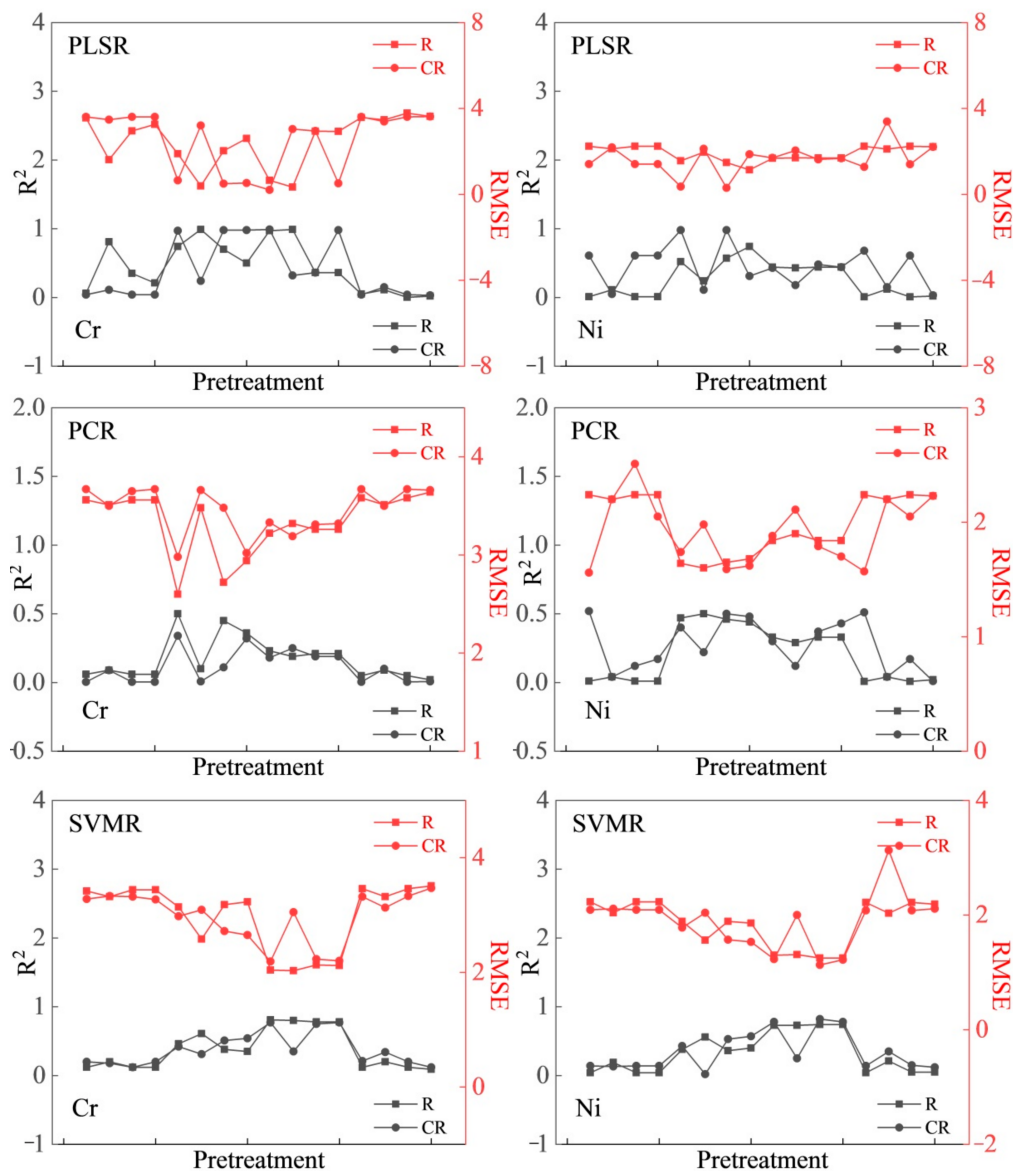 PLSR
R
CR
4
3
2
1
0
−1
R²
8
4
0
−4
−8
RMSE
Cr
R
CR
Pretreatment
PLSR
R
CR
4
3
2
1
0
−1
R²
8
4
0
−4
−8
RMSE
Ni
R
CR
Pretreatment
PCR
R
CR
2.0
1.5
1.0
0.5
0.0
-0.5
R²
4
3
2
1
RMSE
Cr
R
CR
Pretreatment
PCR
R
CR
2.0
1.5
1.0
0.5
0.0
-0.5
R²
3
2
1
0
RMSE
Ni
R
CR
Pretreatment
SVMR
R
CR
4
3
2
1
0
−1
R²
4
2
0
RMSE
Cr
R
CR
Pretreatment
SVMR
R
CR
4
3
2
1
0
−1
R²
4
2
0
−2
RMSE
Ni
R
CR
Pretreatment